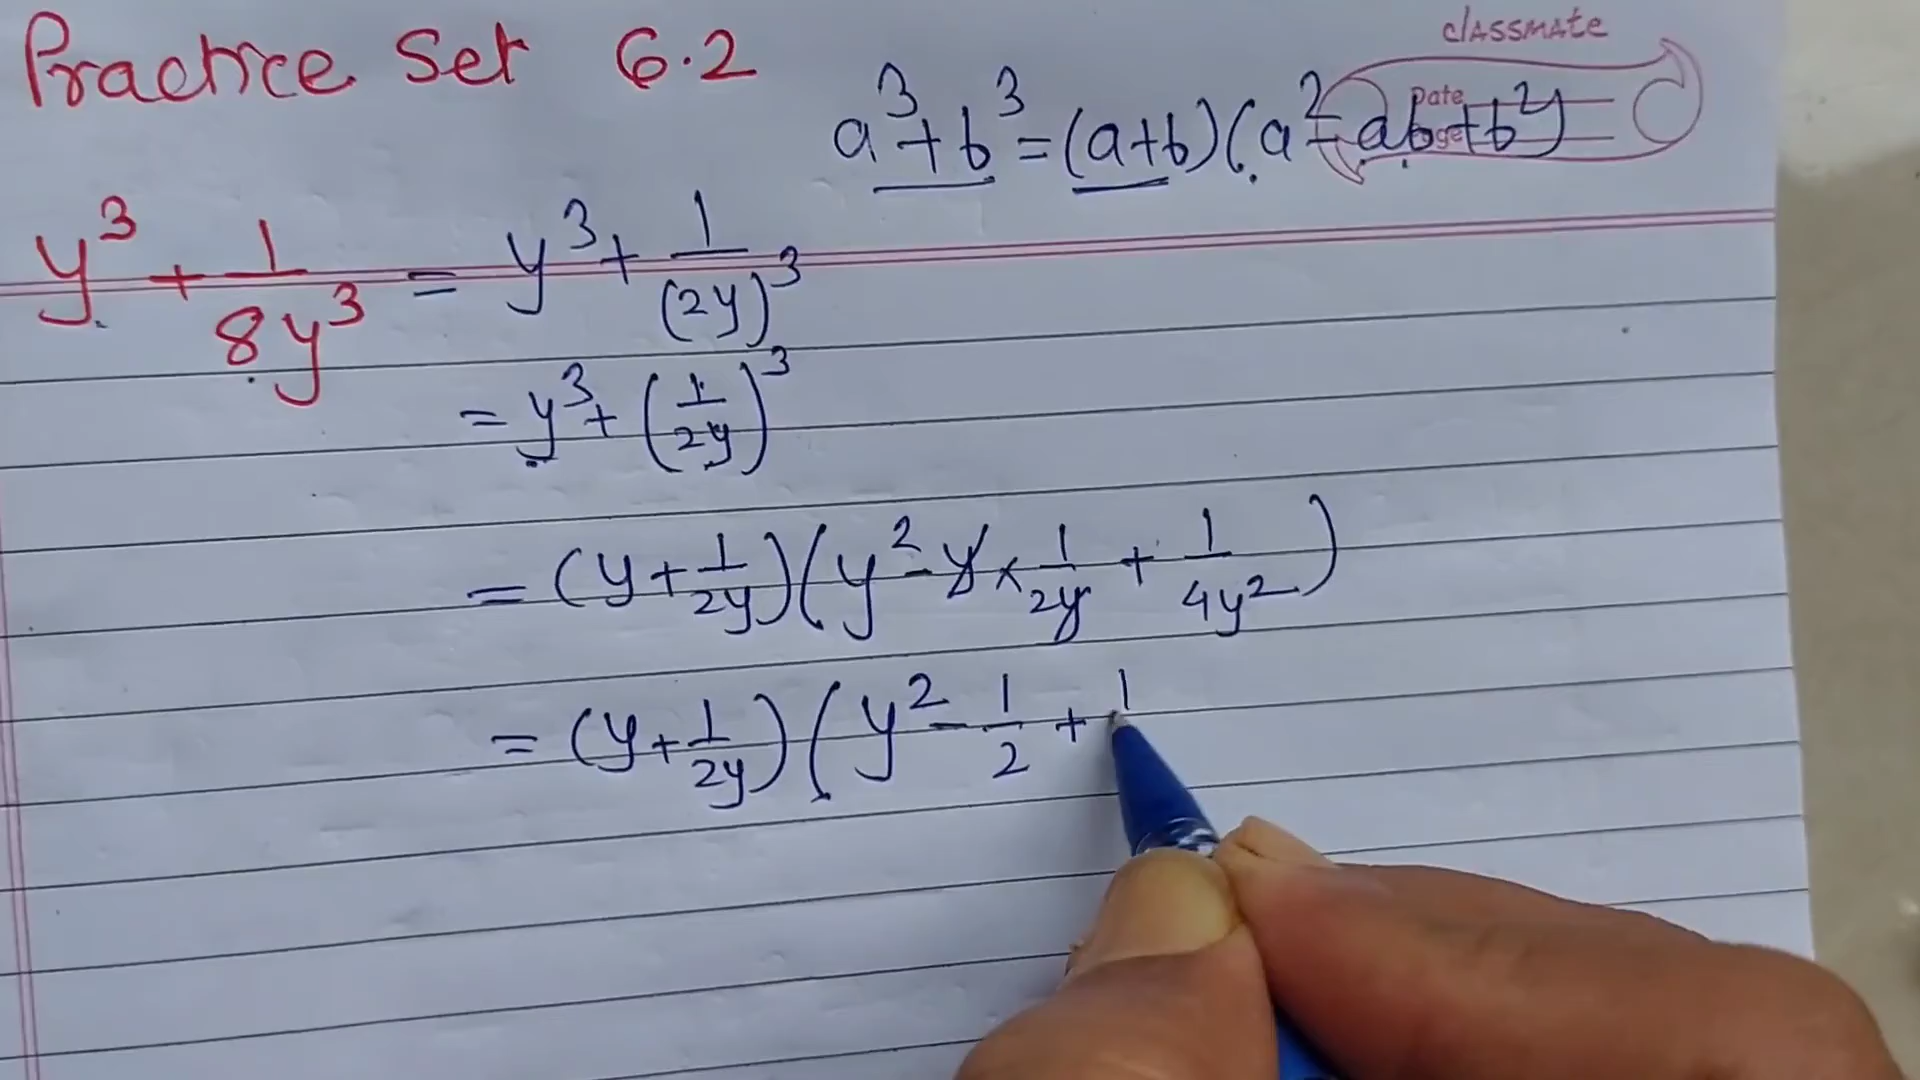 classmate
Practice Set 6.2
Date
a³+b³=(a+b)(a²-ab+b²)
y³ + 1/8y³ = y³ + 1/(2y)³
= y³ + (1/2y)³
= (y + 1/2y)(y² - y × 1/2y + 1/4y²)
= (y + 1/2y)(y² - 1/2 + 1